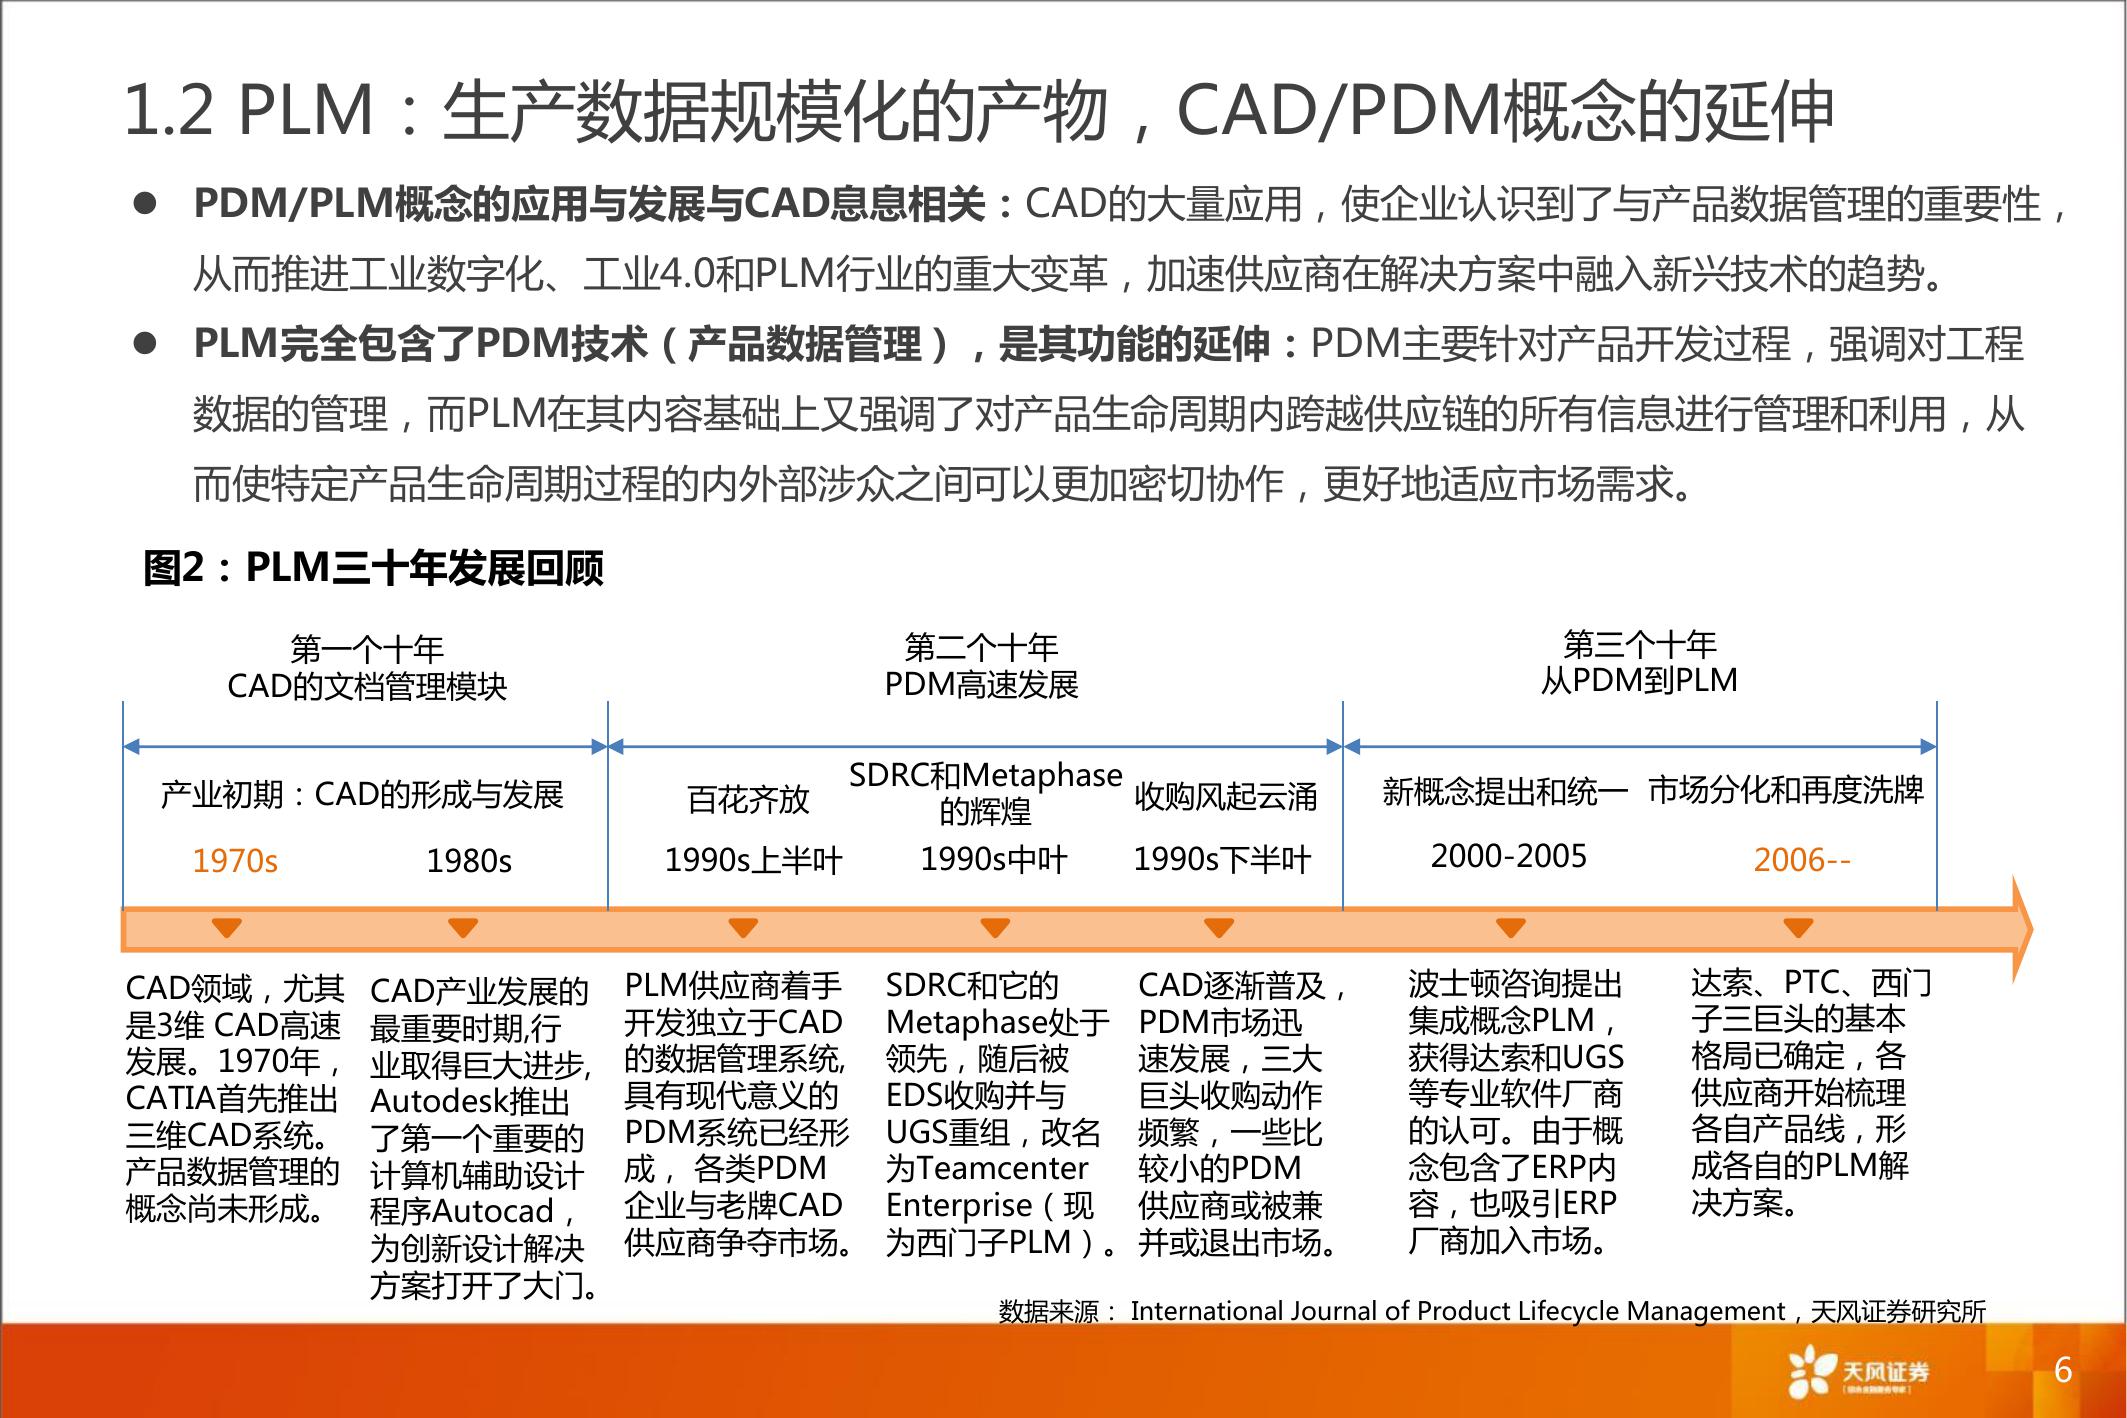 1.2 PLM：生产数据规模化的产物，CAD/PDM概念的延伸
● PDM/PLM概念的应用与发展与CAD息息相关：CAD的大量应用，使企业认识到了与产品数据管理的重要性，
从而推进工业数字化、工业4.0和PLM行业的重大变革，加速供应商在解决方案中融入新兴技术的趋势。
● PLM完全包含了PDM技术（产品数据管理），是其功能的延伸：PDM主要针对产品开发过程，强调对工程
数据的管理，而PLM在其内容基础上又强调了对产品生命周期内跨越供应链的所有信息进行管理和利用，从
而使特定产品生命周期过程的内外部涉众之间可以更加密切协作，更好地适应市场需求。
图2：PLM三十年发展回顾
第一个十年
CAD的文档管理模块
第二个十年
PDM高速发展
第三个十年
从PDM到PLM
产业初期：CAD的形成与发展
百花齐放
SDRC和Metaphase
的辉煌
收购风起云涌
新概念提出和统一
市场分化和再度洗牌
1970s
1980s
1990s上半叶
1990s中叶
1990s下半叶
2000-2005
2006--
CAD领域，尤其
是3维 CAD高速
发展。1970年，
CATIA首先推出
三维CAD系统。
产品数据管理的
概念尚未形成。
CAD产业发展的
最重要时期,行
业取得巨大进步,
Autodesk推出
了第一个重要的
计算机辅助设计
程序Autocad，
为创新设计解决
方案打开了大门。
PLM供应商着手
开发独立于CAD
的数据管理系统,
具有现代意义的
PDM系统已经形
成， 各类PDM
企业与老牌CAD
供应商争夺市场。
SDRC和它的
Metaphase处于
领先，随后被
EDS收购并与
UGS重组，改名
为Teamcenter
Enterprise（现
为西门子PLM）。
CAD逐渐普及，
PDM市场迅
速发展，三大
巨头收购动作
频繁，一些比
较小的PDM
供应商或被兼
并或退出市场。
波士顿咨询提出
集成概念PLM，
获得达索和UGS
等专业软件厂商
的认可。由于概
念包含了ERP内
容，也吸引ERP
厂商加入市场。
达索、PTC、西门
子三巨头的基本
格局已确定，各
供应商开始梳理
各自产品线，形
成各自的PLM解
决方案。
数据来源： International Journal of Product Lifecycle Management，天风证券研究所
天风证券
6